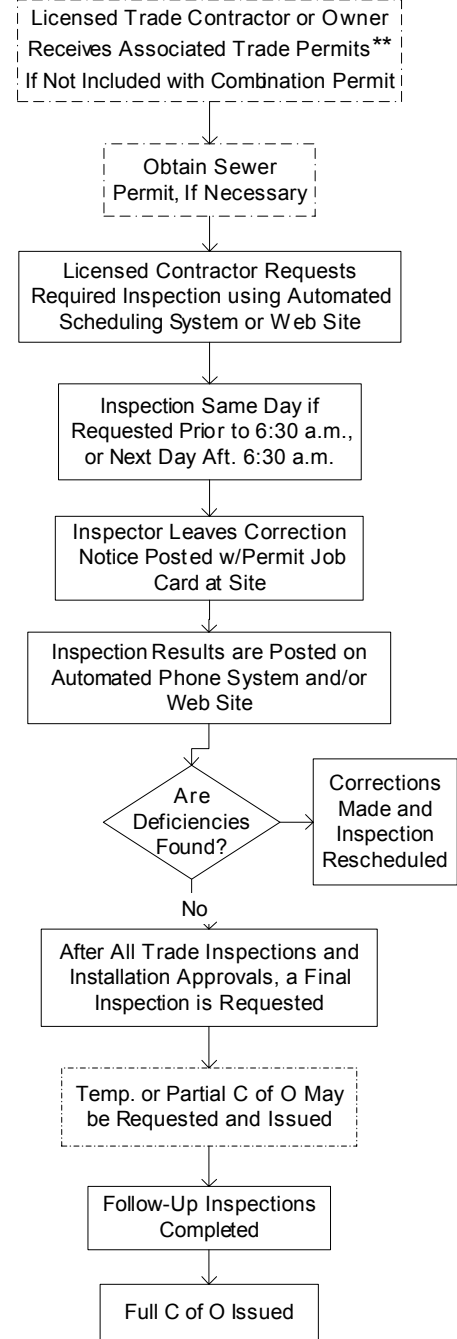 Licensed Trade Contractor or Owner
Receives Associated Trade Permits**
If Not Included with Combination Permit
Obtain Sewer
Permit, If Necessary
Licensed Contractor Requests
Required Inspection using Automated
Scheduling System or Web Site
Inspection Same Day if
Requested Prior to 6:30 a.m.,
or Next Day Aft. 6:30 a.m.
Inspector Leaves Correction
Notice Posted w/Permit Job
Card at Site
Inspection Results are Posted on
Automated Phone System and/or
Web Site
Are
Deficiencies
Found?
Corrections
Made and
Inspection
Rescheduled
No
After All Trade Inspections and
Installation Approvals, a Final
Inspection is Requested
Temp. or Partial C of O May
be Requested and Issued
Follow-Up Inspections
Completed
Full C of O Issued